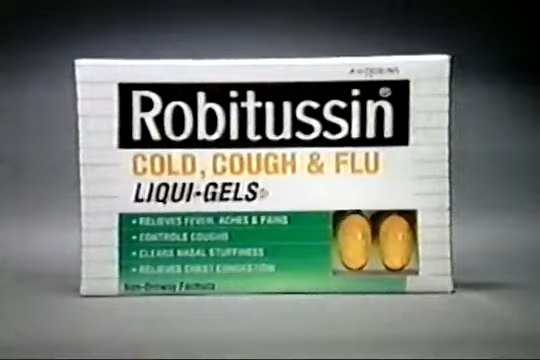 A·H·ROBINS
Robitussin®
COLD, COUGH & FLU
LIQUI-GELS®
• RELIEVES FEVER, ACHES & PAINS
• CONTROLS COUGHS
• CLEARS NASAL STUFFINESS
• RELIEVES CHEST CONGESTION
Non-Drowsy Formula